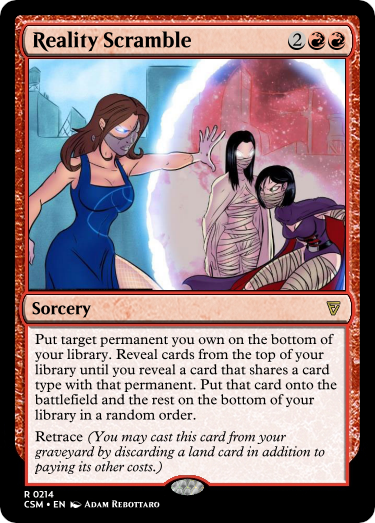 Reality Scramble 2
Sorcery
Put target permanent you own on the bottom of
your library. Reveal cards from the top of your
library until you reveal a card that shares a card
type with that permanent. Put that card onto the
battlefield and the rest on the bottom of your
library in a random order.
Retrace (You may cast this card from your
graveyard by discarding a land card in addition to
paying its other costs.)
R 0214
CSM • EN Adam Rebottaro